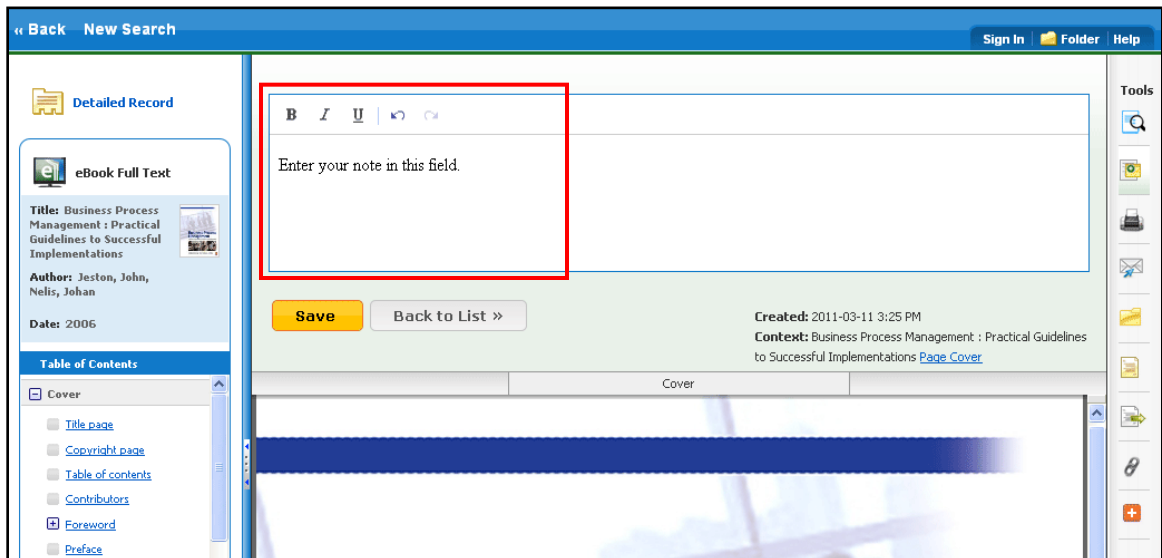 ‹‹ Back New Search
Sign In Folder Help
Detailed Record
eBook Full Text
Title: Business Process
Management : Practical
Guidelines to Successful
Implementations
Author: Jeston, John,
Nelis, Johan
Date: 2006
Table of Contents
Cover
Title page
Copyright page
Table of contents
Contributors
Foreword
Preface
B I U
Enter your note in this field.
Save Back to List »
Created: 2011-03-11 3:25 PM
Context: Business Process Management : Practical Guidelines
to Successful Implementations Page Cover
Cover
Tools